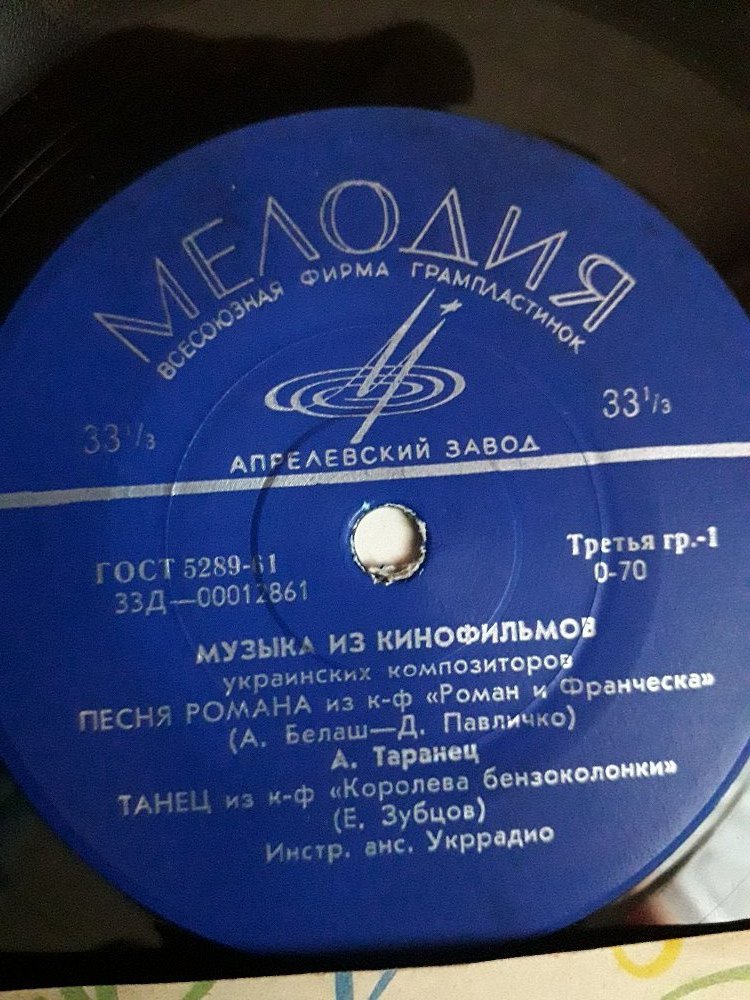 МЕЛОДИЯ
ВСЕСОЮЗНАЯ ФИРМА ГРАМПЛАСТИНОК
33 1/3
33 1/3
АПРЕЛЕВСКИЙ ЗАВОД
ГОСТ 5289-61
Третья гр.-1
33Д—00012861
0-70
МУЗЫКА ИЗ КИНОФИЛЬМОВ
украинских композиторов
ПЕСНЯ РОМАНА из к-ф «Роман и Франческа»
(А. Белаш—Д. Павличко)
А. Таранец
ТАНЕЦ из к-ф «Королева бензоколонки»
(Е. Зубцов)
Инстр. анс. Укррадио